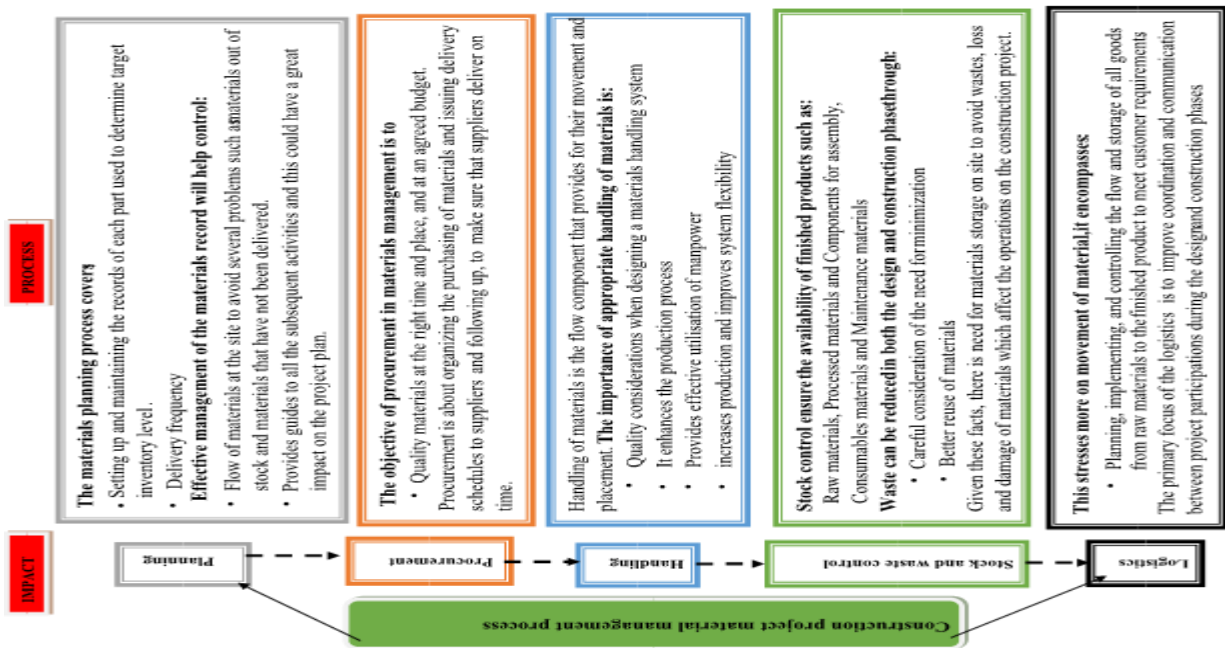 IMPACT
PROCESS
Construction project material management process
Planning
The materials planning process covers
• Setting up and maintaining the records of each part used to determine target
inventory level.
• Delivery frequency
Effective management of the materials record will help control:
• Flow of materials at the site to avoid several problems such asmaterials out of
stock and materials that have not been delivered.
• Provides guides to all the subsequent activities and this could have a great
impact on the project plan.
Procurement
The objective of procurement in materials management is to
• Quality materials at the right time and place, and at an agreed budget.
Procurement is about organizing the purchasing of materials and issuing delivery
schedules to suppliers and following up, to make sure that suppliers deliver on
time.
Handling
Handling of materials is the flow component that provides for their movement and
placement. The importance of appropriate handling of materials is:
• Quality considerations when designing a materials handling system
• It enhances the production process
• Provides effective utilisation of manpower
• increases production and improves system flexibility
Stock and waste control
Stock control ensure the availability of finished products such as:
Raw materials, Processed materials and Components for assembly,
Consumables materials and Maintenance materials
Waste can be reducedin both the design and construction phasethrough:
• Careful consideration of the need forminimization
• Better reuse of materials
Given these facts, there is need for materials storage on site to avoid wastes, loss
and damage of materials which affect the operations on the construction project.
Logistics
This stresses more on movement of material,it encompasses:
• Planning, implementing, and controlling the flow and storage of all goods
from raw materials to the finished product to meet customer requirements
The primary focus of the logistics is to improve coordination and communication
between project participations during the designand construction phases